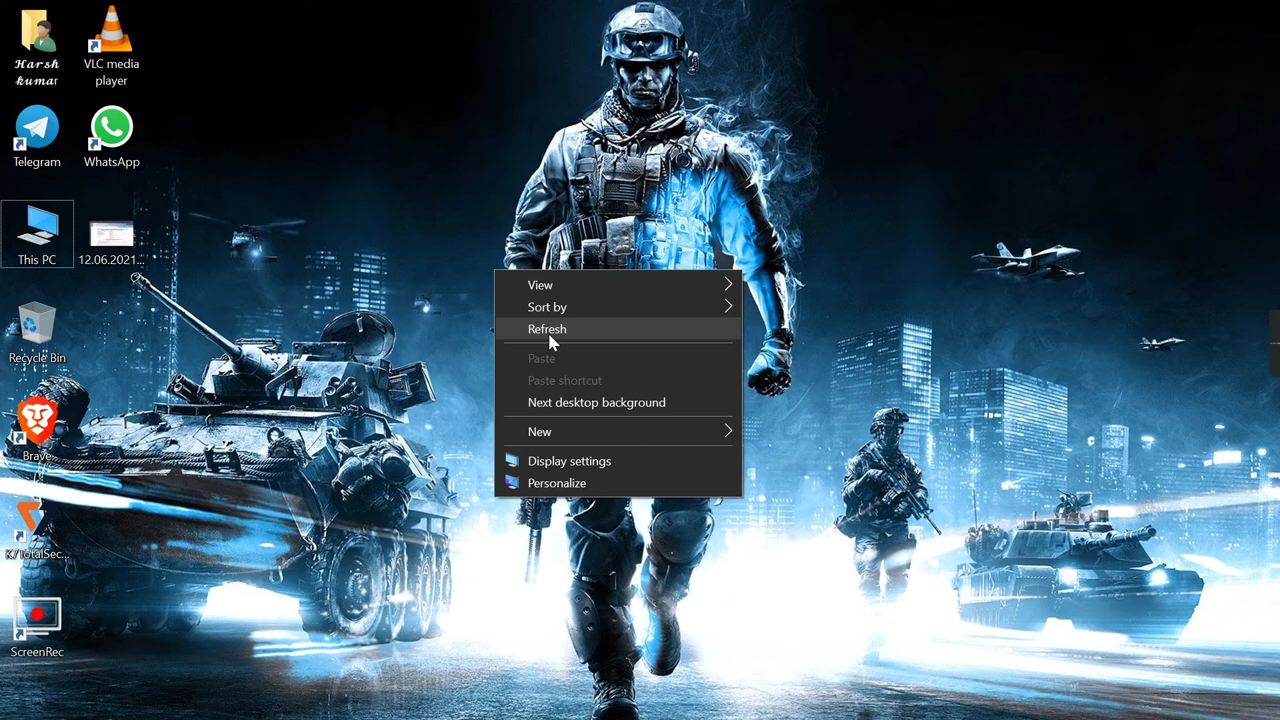 𝓗𝓪𝓻𝓼𝓱
𝓴𝓾𝓶𝓪r
VLC media
player
Telegram
WhatsApp
This PC
12.06.2021...
Recycle Bin
Brave
K7TotalSec...
ScreenRec
View
Sort by
Refresh
Paste
Paste shortcut
Next desktop background
New
Display settings
Personalize